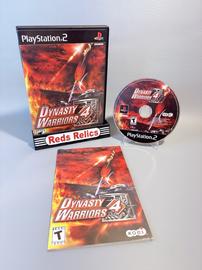 PlayStation 2
DYNASTY
WARRIORS 4
Reds Relics
DYNASTY
WARRIORS 4
PlayStation 2
DYNASTY
WARRIORS 4
T
KOEI